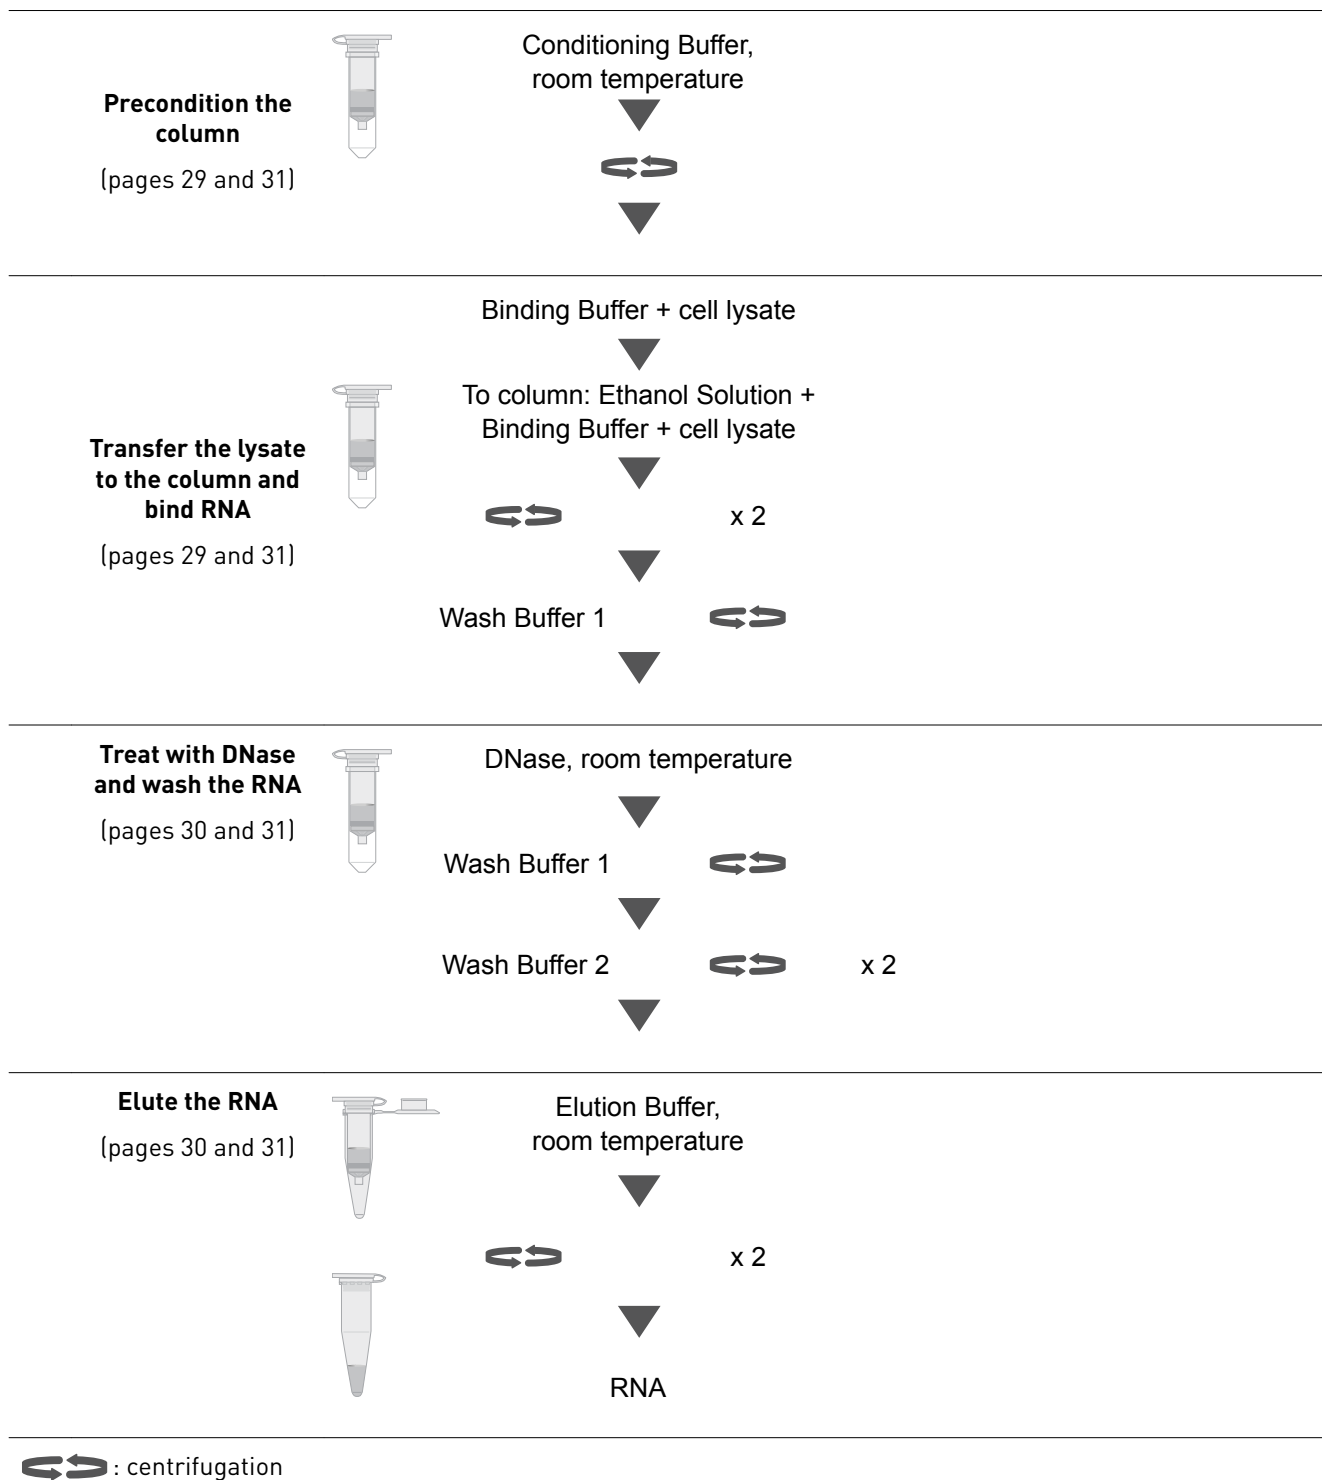 Precondition the
column
(pages 29 and 31)
Conditioning Buffer,
room temperature
Transfer the lysate
to the column and
bind RNA
(pages 29 and 31)
Binding Buffer + cell lysate
To column: Ethanol Solution +
Binding Buffer + cell lysate
x 2
Wash Buffer 1
Treat with DNase
and wash the RNA
(pages 30 and 31)
DNase, room temperature
Wash Buffer 1
Wash Buffer 2 x 2
Elute the RNA
(pages 30 and 31)
Elution Buffer,
room temperature
x 2
RNA
: centrifugation